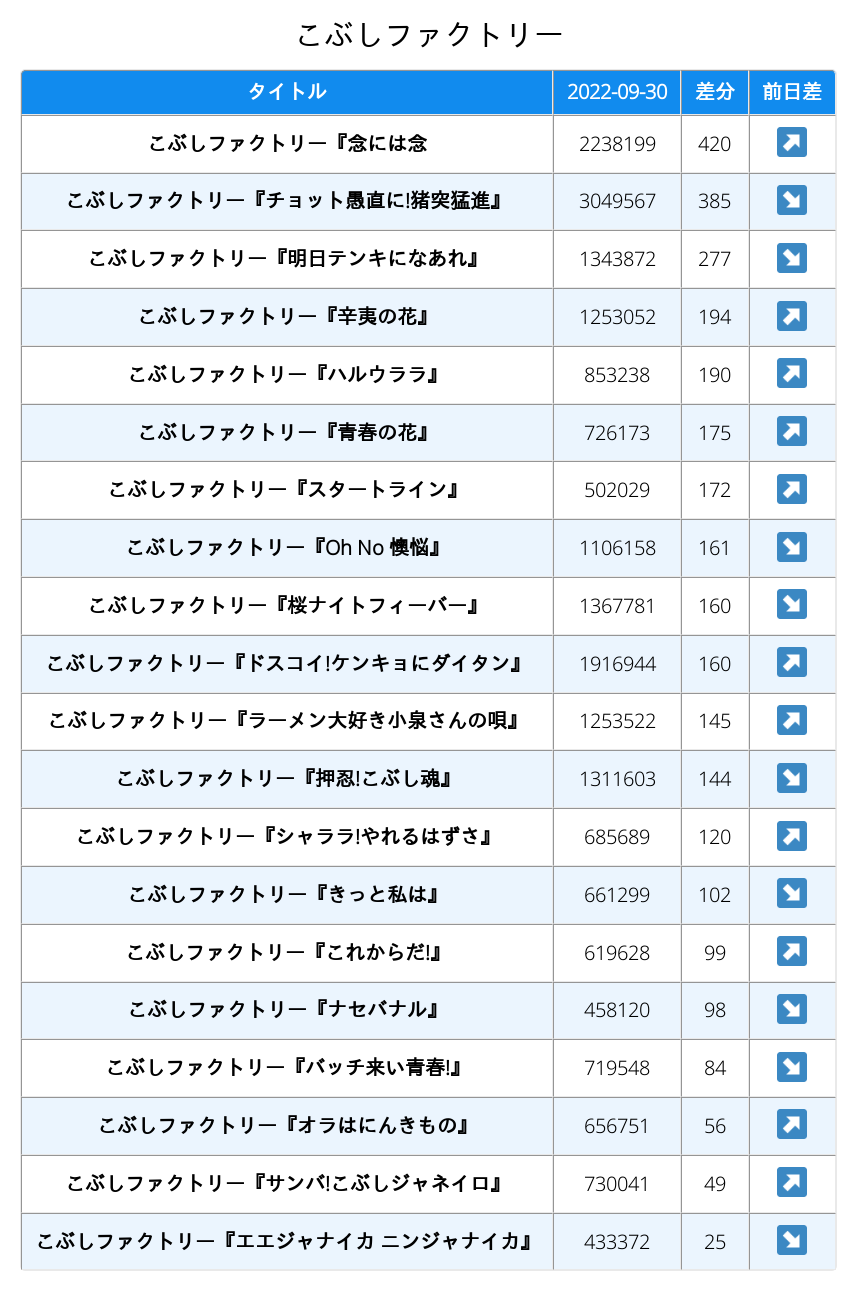 こぶしファクトリー
タイトル 2022-09-30 差分 前日差
こぶしファクトリー『念には念 2238199 420 ↗
こぶしファクトリー『チョット愚直に!猪突猛進』 3049567 385 ↘
こぶしファクトリー『明日テンキになあれ』 1343872 277 ↘
こぶしファクトリー『辛夷の花』 1253052 194 ↗
こぶしファクトリー『ハルウララ』 853238 190 ↗
こぶしファクトリー『青春の花』 726173 175 ↗
こぶしファクトリー『スタートライン』 502029 172 ↗
こぶしファクトリー『Oh No 懊悩』 1106158 161 ↘
こぶしファクトリー『桜ナイトフィーバー』 1367781 160 ↘
こぶしファクトリー『ドスコイ!ケンキョにダイタン』 1916944 160 ↗
こぶしファクトリー『ラーメン大好き小泉さんの唄』 1253522 145 ↗
こぶしファクトリー『押忍!こぶし魂』 1311603 144 ↘
こぶしファクトリー『シャララ!やれるはずさ』 685689 120 ↗
こぶしファクトリー『きっと私は』 661299 102 ↘
こぶしファクトリー『これからだ!』 619628 99 ↗
こぶしファクトリー『ナセバナル』 458120 98 ↘
こぶしファクトリー『バッチ来い青春!』 719548 84 ↘
こぶしファクトリー『オラはにんきもの』 656751 56 ↗
こぶしファクトリー『サンバ!こぶしジャネイロ』 730041 49 ↗
こぶしファクトリー『エエジャナイカ ニンジャナイカ』 433372 25 ↘